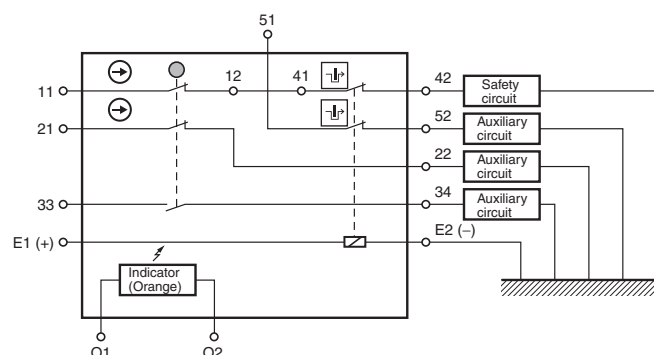 51
11
12
41
42
Safety
circuit
21
52
Auxiliary
circuit
22
Auxiliary
circuit
33
34
Auxiliary
circuit
E1 (+)
E2 (−)
Indicator
(Orange)
O1
O2